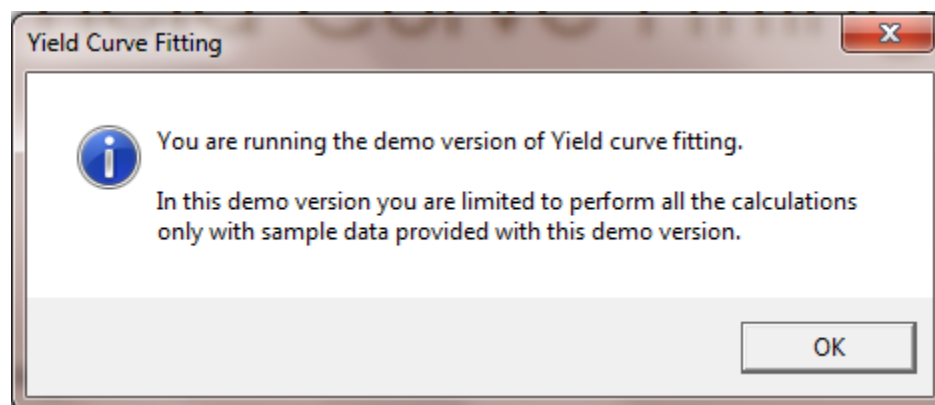 Yield Curve Fitting
You are running the demo version of Yield curve fitting.
In this demo version you are limited to perform all the calculations
only with sample data provided with this demo version.
OK